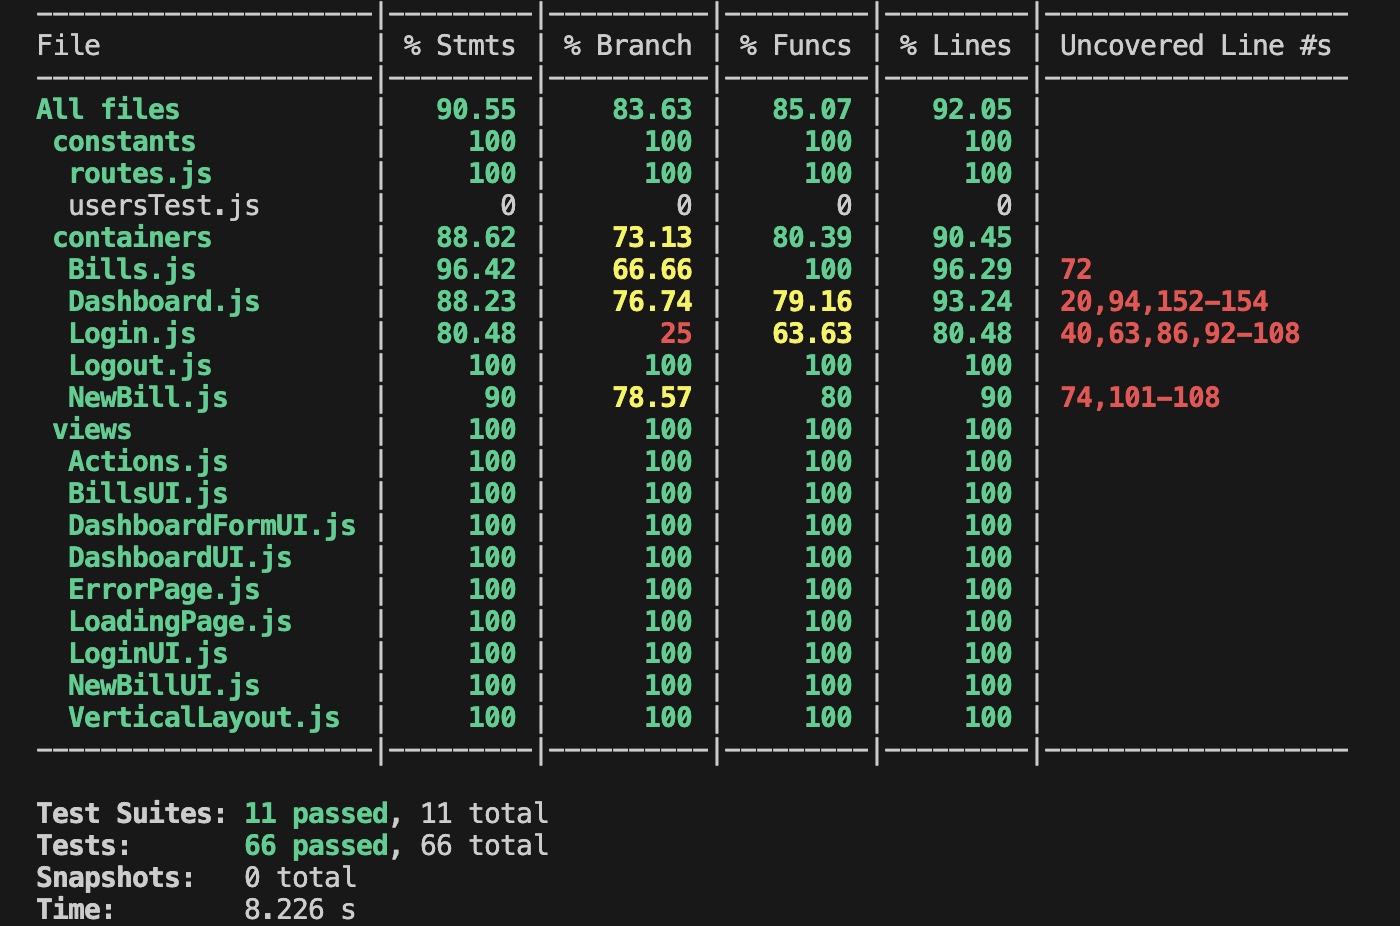 File | % Stmts | % Branch | % Funcs | % Lines | Uncovered Line #s
All files | 90.55 | 83.63 | 85.07 | 92.05 |
constants | 100 | 100 | 100 | 100 |
routes.js | 100 | 100 | 100 | 100 |
usersTest.js | 0 | 0 | 0 | 0 |
containers | 88.62 | 73.13 | 80.39 | 90.45 |
Bills.js | 96.42 | 66.66 | 100 | 96.29 | 72
Dashboard.js | 88.23 | 76.74 | 79.16 | 93.24 | 20,94,152-154
Login.js | 80.48 | 25 | 63.63 | 80.48 | 40,63,86,92-108
Logout.js | 100 | 100 | 100 | 100 |
NewBill.js | 90 | 78.57 | 80 | 90 | 74,101-108
views | 100 | 100 | 100 | 100 |
Actions.js | 100 | 100 | 100 | 100 |
BillsUI.js | 100 | 100 | 100 | 100 |
DashboardFormUI.js | 100 | 100 | 100 | 100 |
DashboardUI.js | 100 | 100 | 100 | 100 |
ErrorPage.js | 100 | 100 | 100 | 100 |
LoadingPage.js | 100 | 100 | 100 | 100 |
LoginUI.js | 100 | 100 | 100 | 100 |
NewBillUI.js | 100 | 100 | 100 | 100 |
VerticalLayout.js | 100 | 100 | 100 | 100 |
Test Suites: 11 passed, 11 total
Tests: 66 passed, 66 total
Snapshots: 0 total
Time: 8.226 s